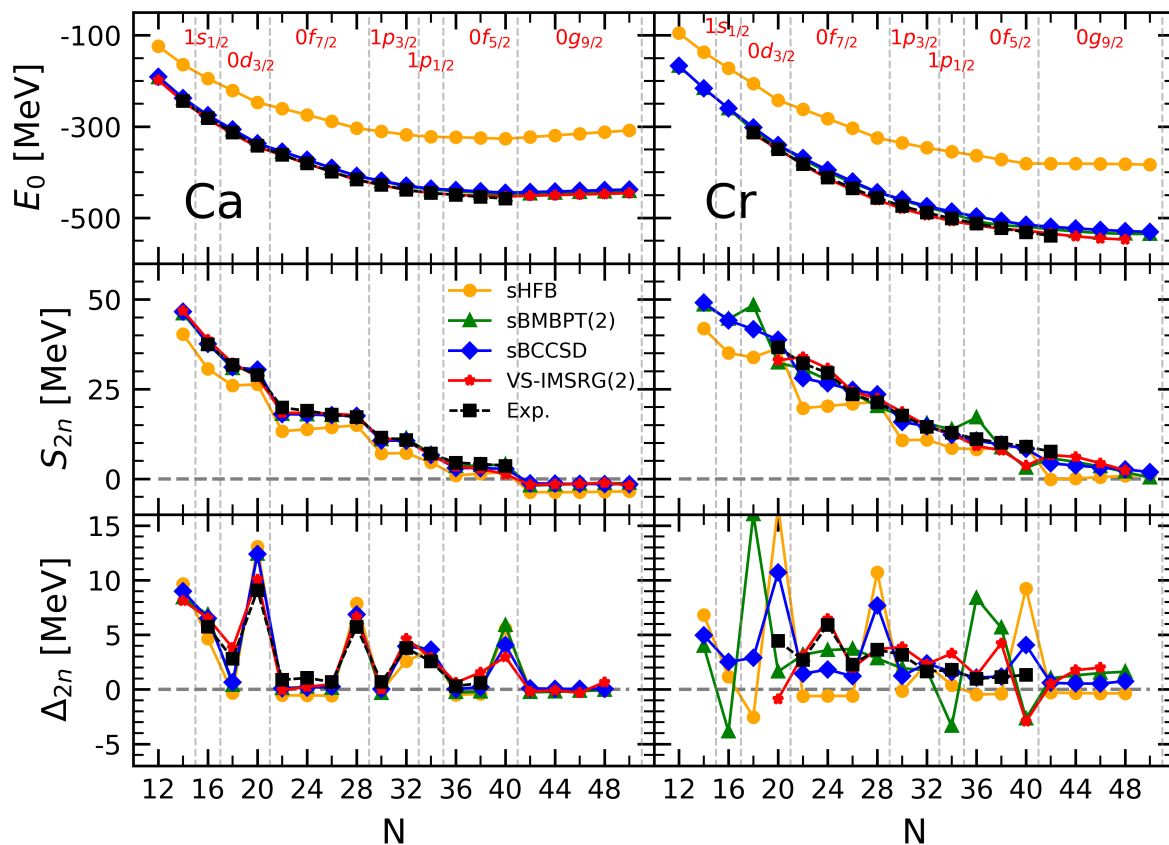 -100
-300
-500
E₀ [MeV]
1s₁/₂
0d₃/₂
0f₇/₂
1p₃/₂
1p₁/₂
0f₅/₂
0g₉/₂
Ca
1s₁/₂
0d₃/₂
0f₇/₂
1p₃/₂
1p₁/₂
0f₅/₂
0g₉/₂
Cr
50
25
0
S₂ₙ [MeV]
sHFB
sBMBPT(2)
sBCCSD
VS-IMSRG(2)
Exp.
15
10
5
0
-5
Δ₂ₙ [MeV]
12 16 20 24 28 32 36 40 44 48
12 16 20 24 28 32 36 40 44 48
N
N